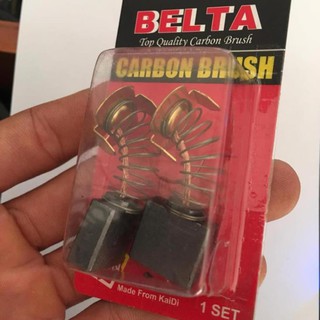 BELTA
Top Quality Carbon Brush
CARBON BRUSH
Made From KaiDi
1 SET